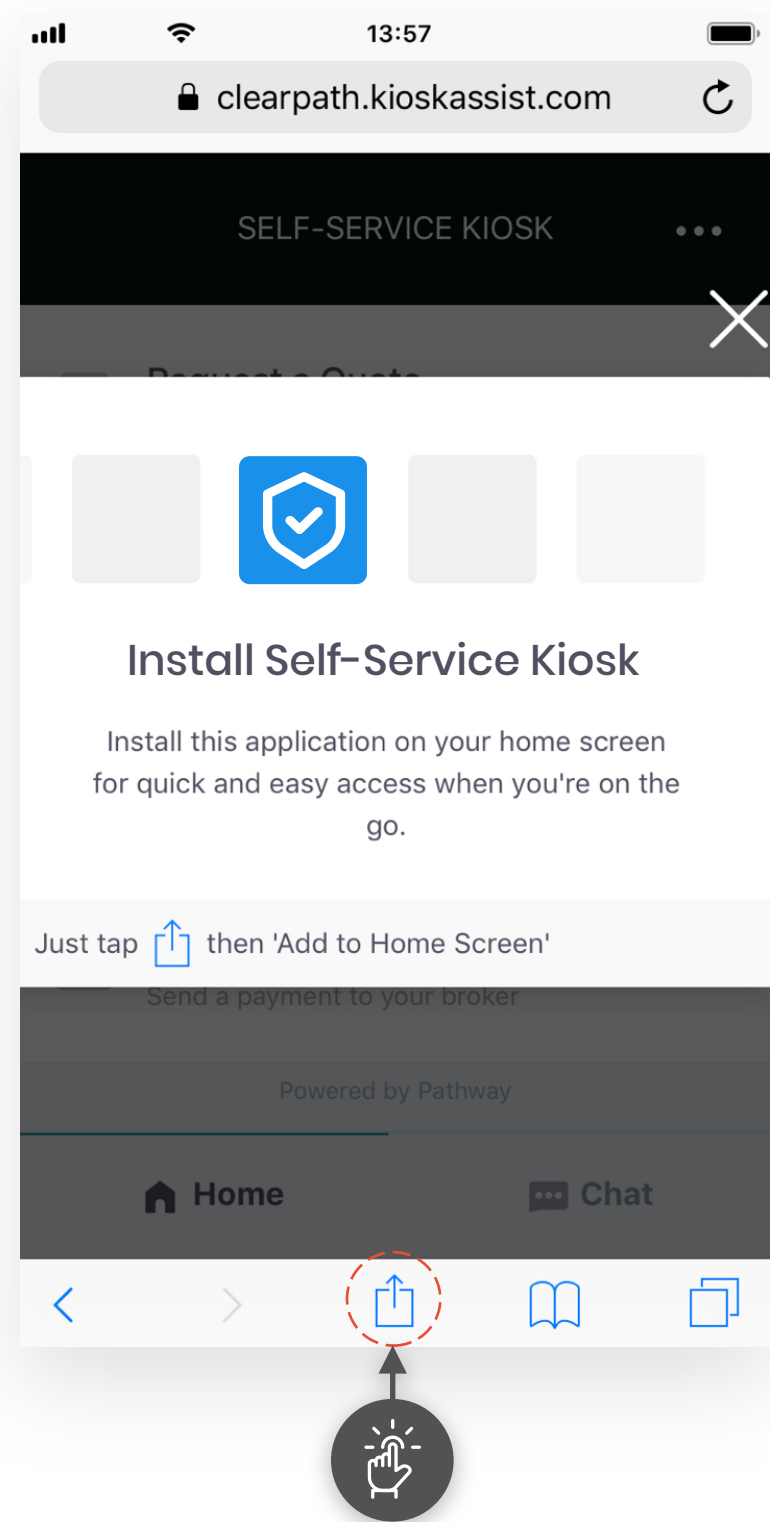 13:57
clearpath.kioskassist.com
SELF-SERVICE KIOSK
Request a Quote
Install Self-Service Kiosk
Install this application on your home screen
for quick and easy access when you're on the
go.
Just tap then 'Add to Home Screen'
Send a payment to your broker
Powered by Pathway
Home
Chat